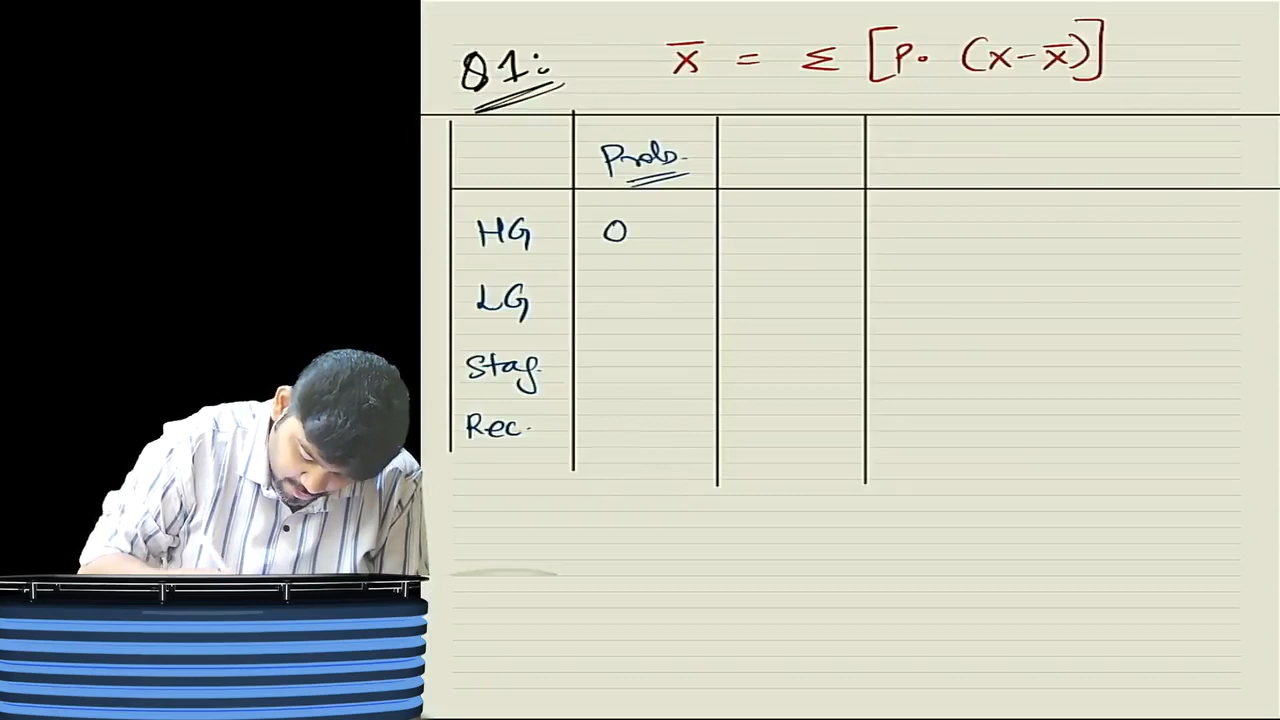 Q1: x̄ = Σ [P. (x-x̄)]
Prob.
HG 0
LG
Stag.
Rec.